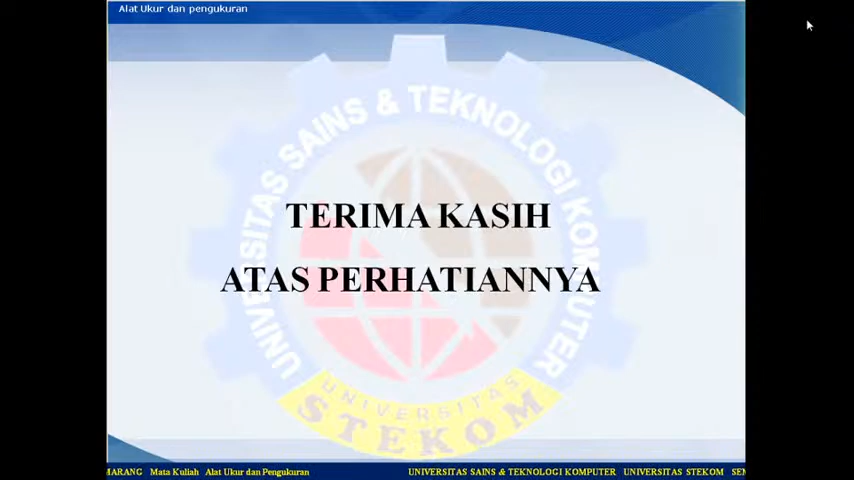 Alat Ukur dan pengukuran
UNIVERSITAS SAINS & TEKNOLOGI KOMPUTER
TERIMA KASIH
ATAS PERHATIANNYA
UNIVERSITAS
STEKOM
MARANG Mata Kuliah Alat Ukur dan Pengukuran UNIVERSITAS SAINS & TEKNOLOGI KOMPUTER UNIVERSITAS STEKOM SEM